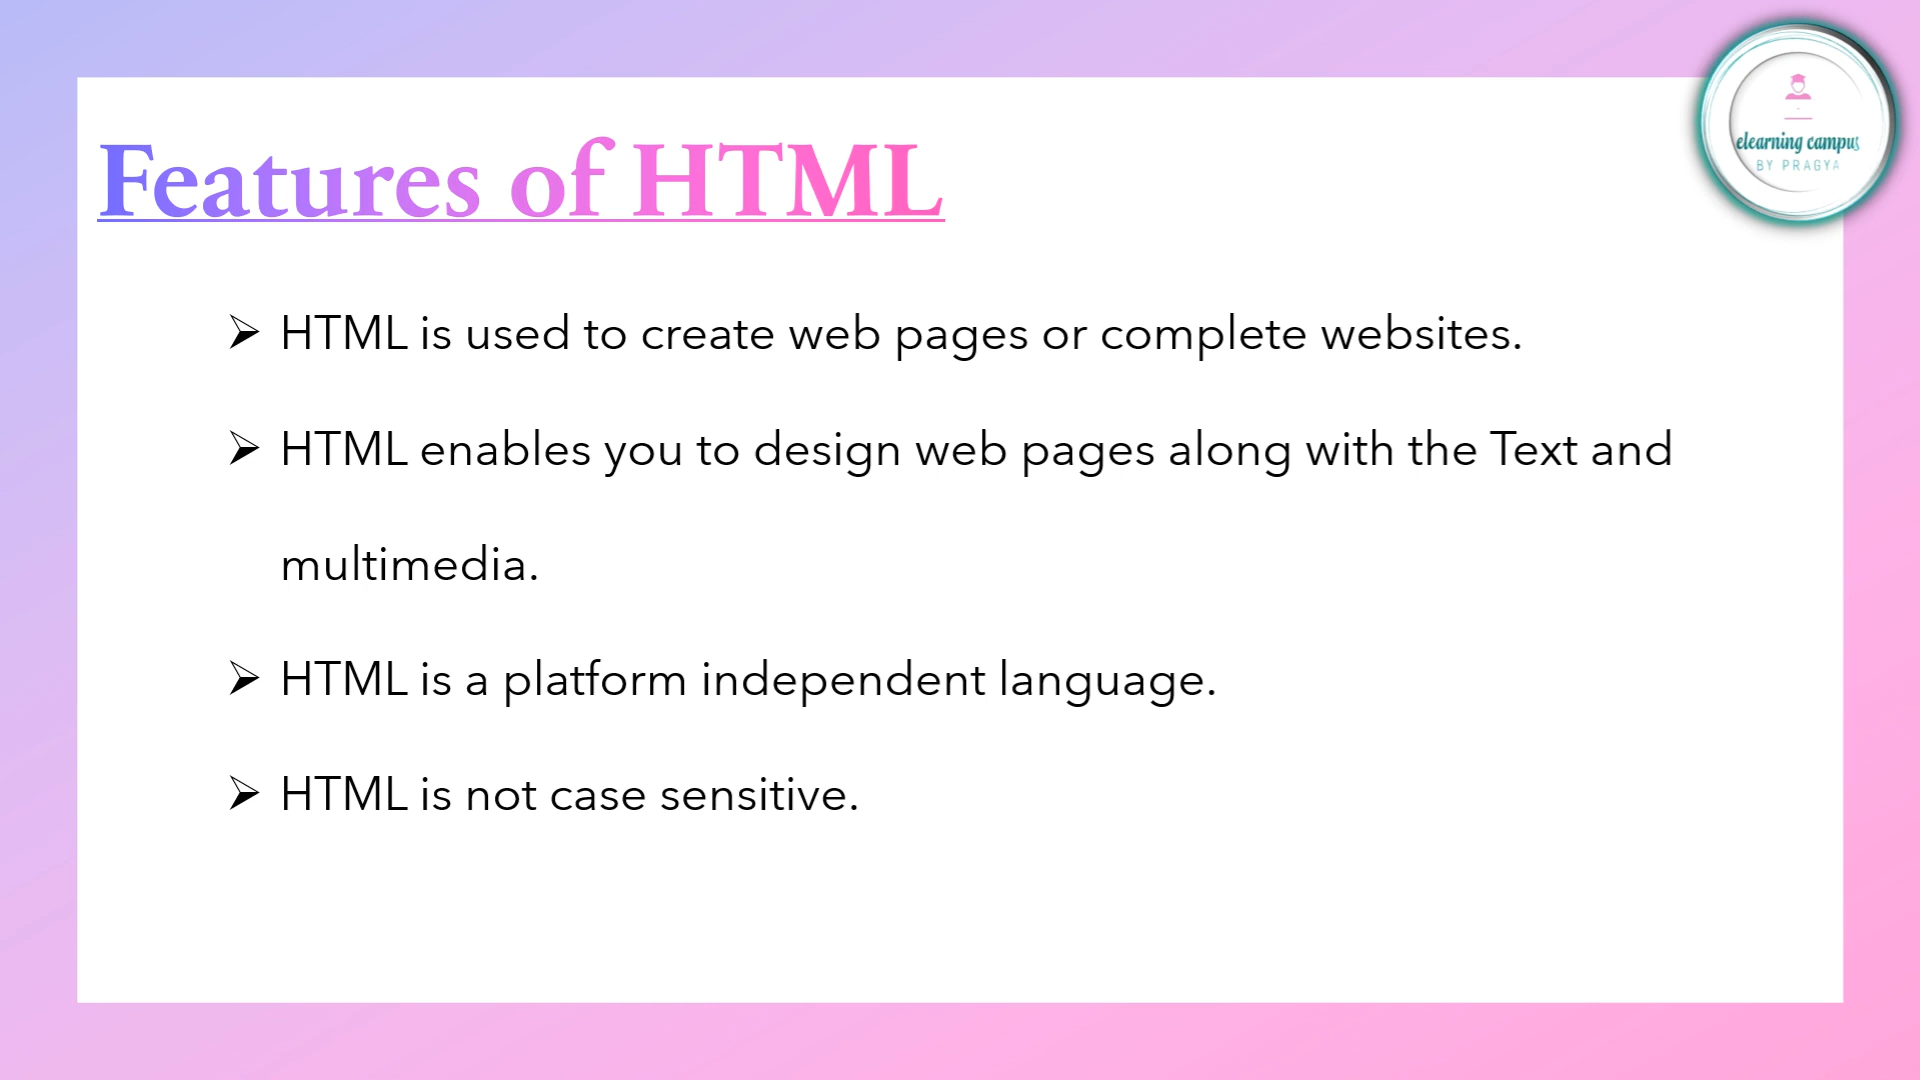 elearning campus
BY PRAGYA
Features of HTML
➢ HTML is used to create web pages or complete websites.
➢ HTML enables you to design web pages along with the Text and
multimedia.
➢ HTML is a platform independent language.
➢ HTML is not case sensitive.